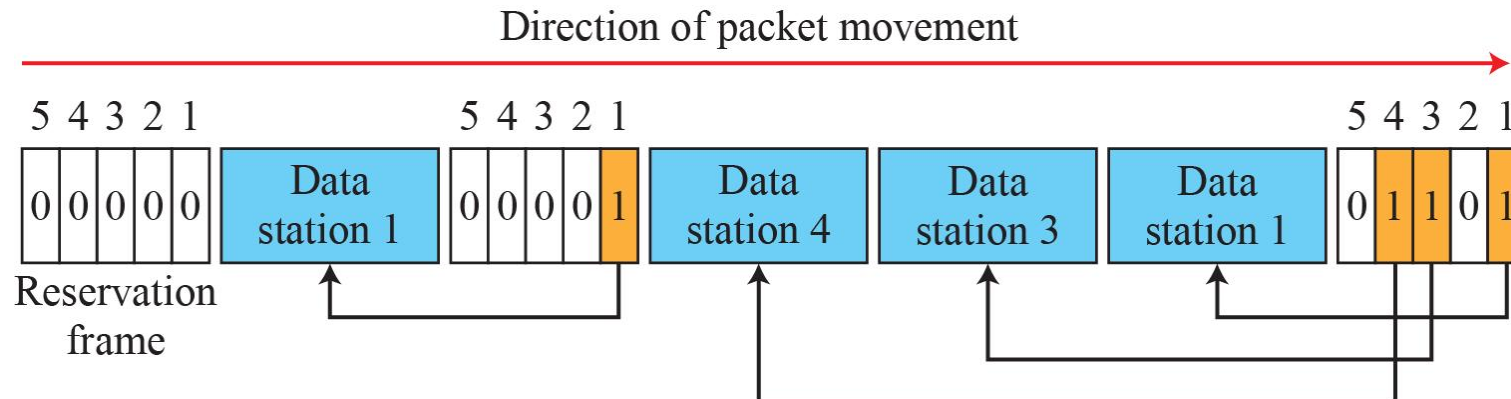 Direction of packet movement
5 4 3 2 1
5 4 3 2 1
5 4 3 2 1
0 0 0 0 0
Data
station 1
0 0 0 0 1
Data
station 4
Data
station 3
Data
station 1
0 1 1 0 1
Reservation
frame